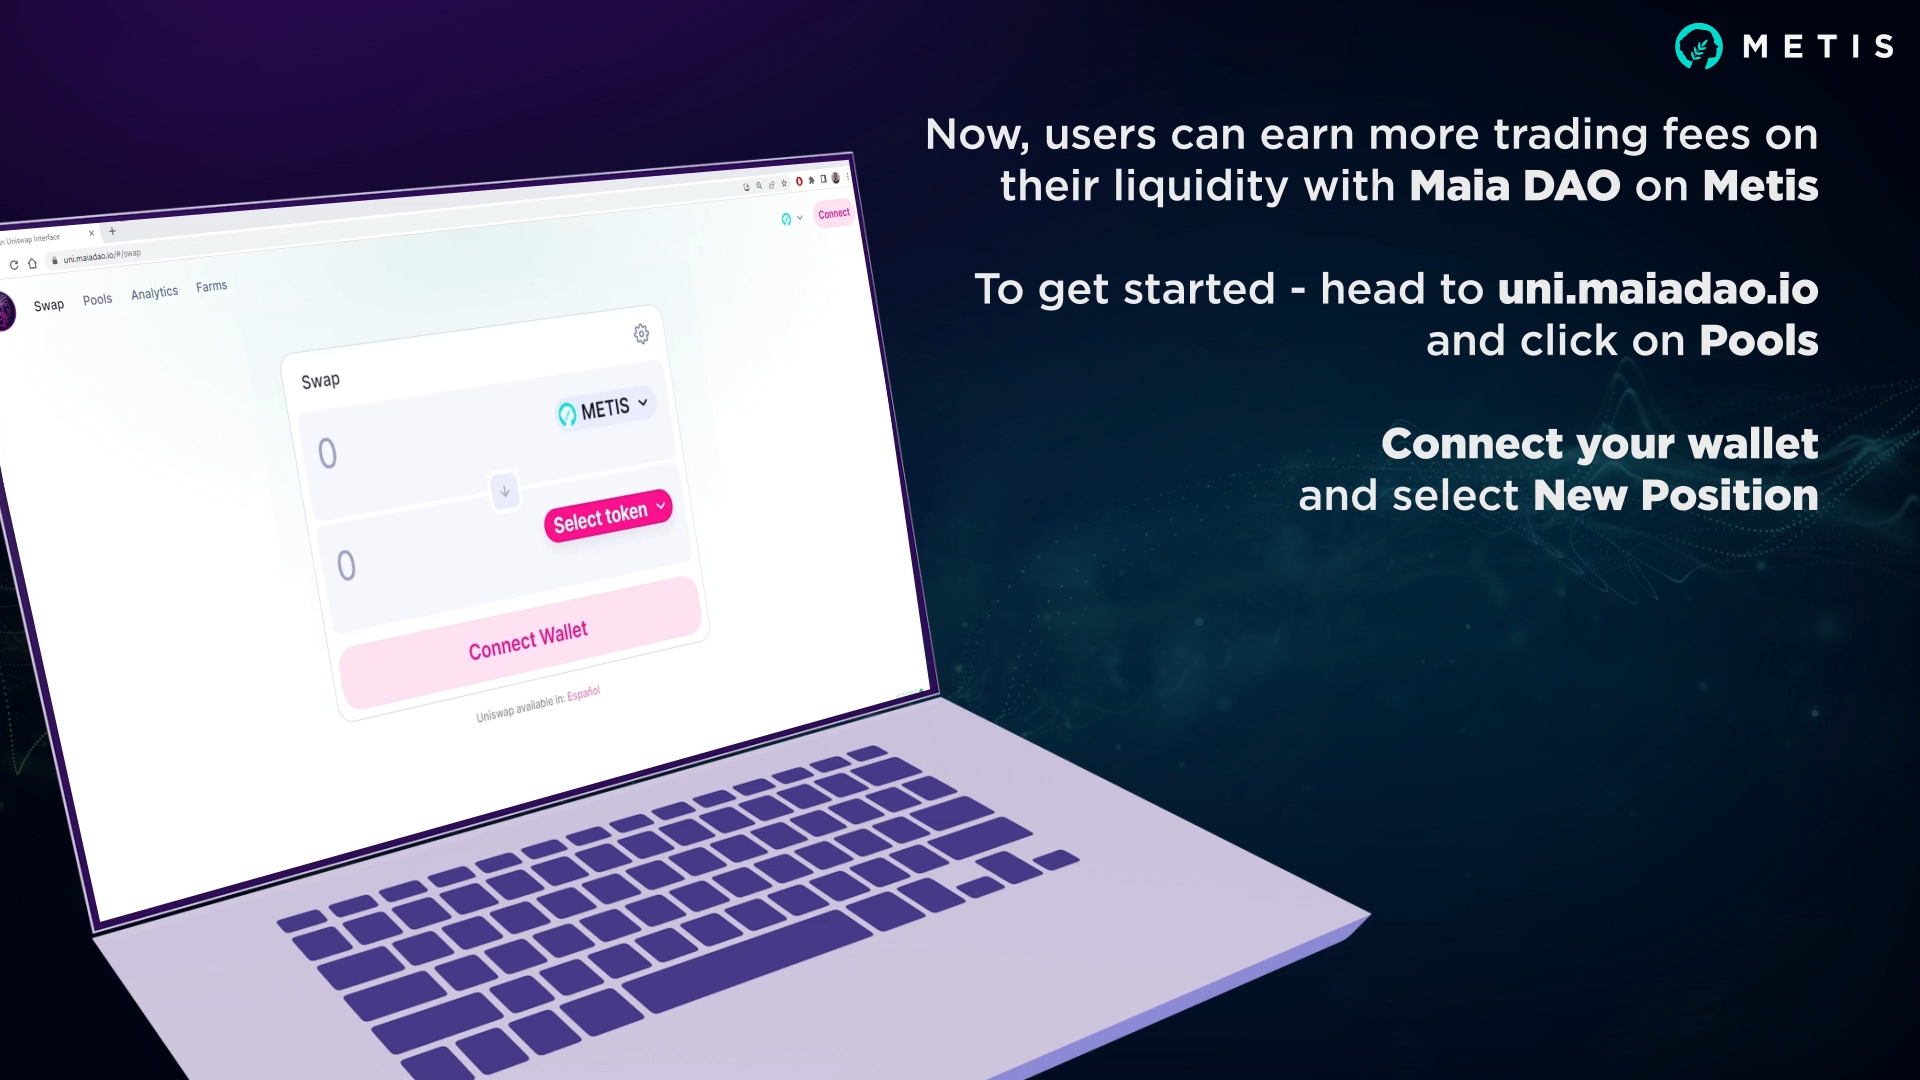 METIS
Now, users can earn more trading fees on
their liquidity with Maia DAO on Metis
To get started - head to uni.maiadao.io
and click on Pools
Connect your wallet
and select New Position
Uniswap Interface
uni.maiadao.io/#/swap
Swap Pools Analytics Farms
Connect
Swap
0 METIS
0 Select token
Connect Wallet
Uniswap available in: Español